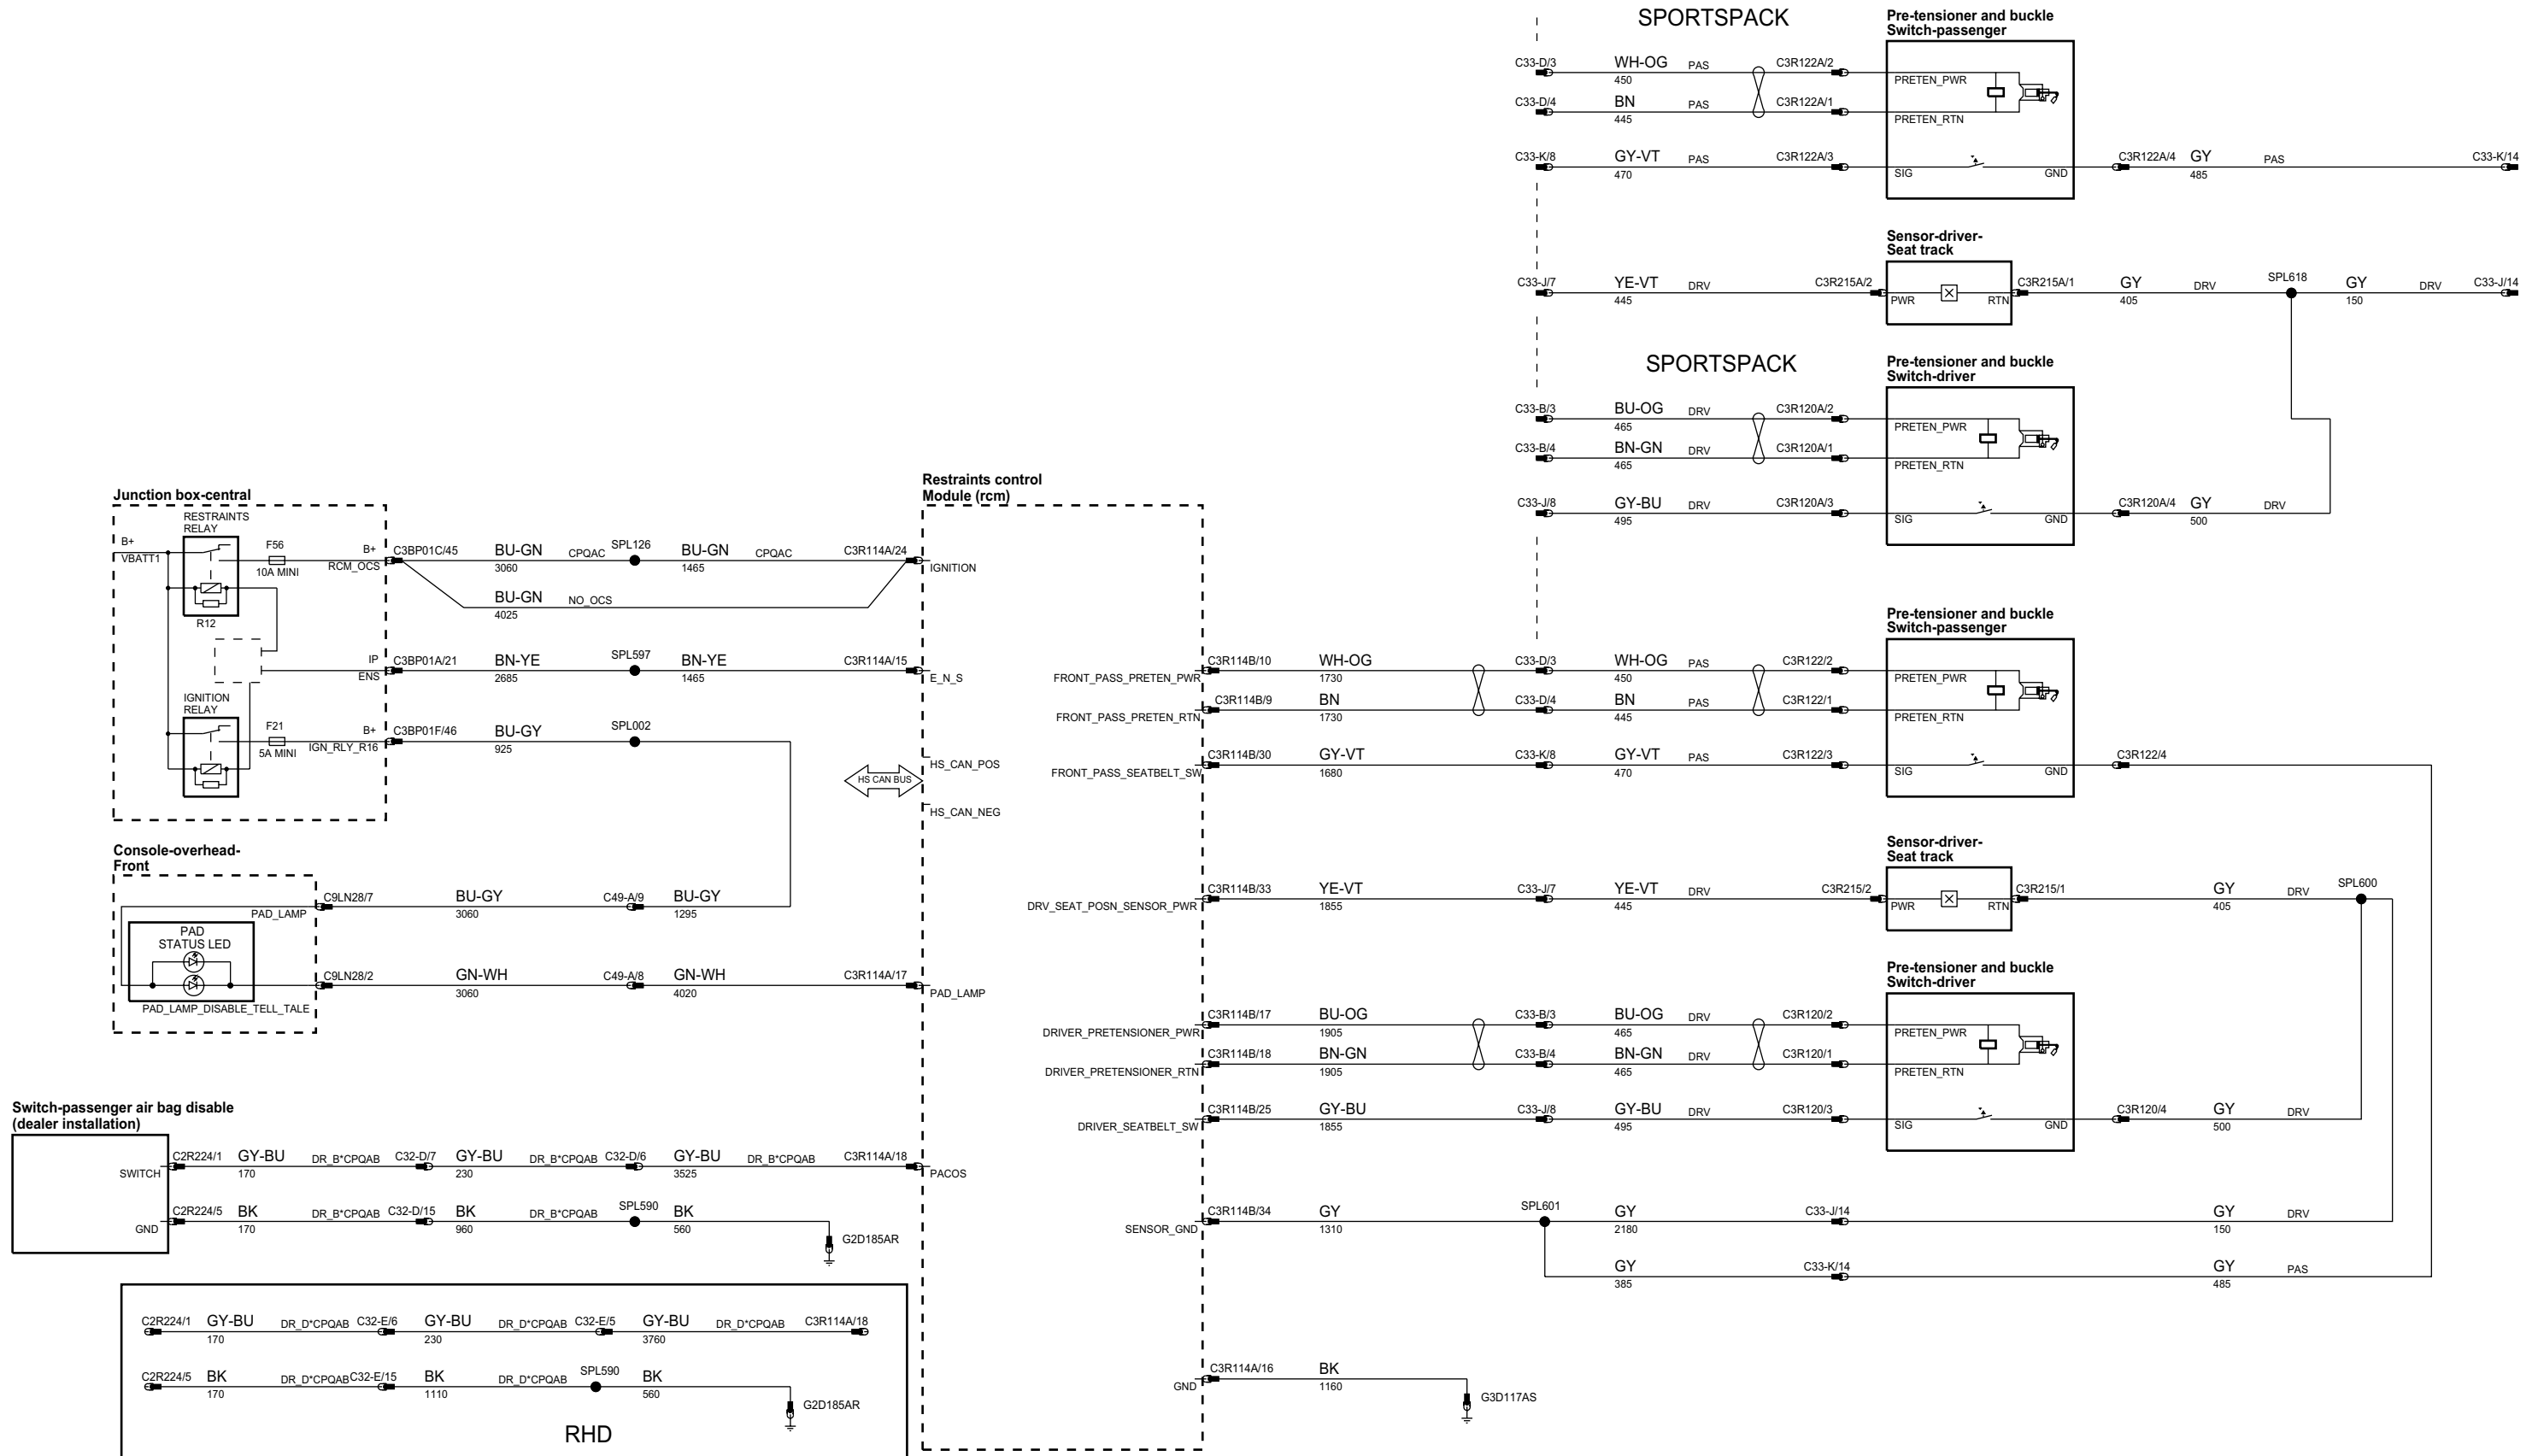 SPORTSPACK
Pre-tensioner and buckle
Switch-passenger
C33-D/3 WH-OG PAS C3R122A/2
450
PRETEN_PWR
C33-D/4 BN PAS C3R122A/1
445
PRETEN_RTN
C33-K/8 GY-VT PAS C3R122A/3
470
SIG GND
C3R122A/4 GY PAS C33-K/14
485
Sensor-driver-
Seat track
C33-J/7 YE-VT DRV C3R215A/2
445
PWR RTN
C3R215A/1 GY DRV SPL618 GY DRV C33-J/14
405 150
SPORTSPACK
Pre-tensioner and buckle
Switch-driver
C33-B/3 BU-OG DRV C3R120A/2
465
PRETEN_PWR
C33-B/4 BN-GN DRV C3R120A/1
465
PRETEN_RTN
C33-J/8 GY-BU DRV C3R120A/3
495
SIG GND
C3R120A/4 GY DRV
500
Junction box-central
RESTRAINTS
RELAY
B+
VBATT1
F56
10A MINI
R12
B+
RCM_OCS
C3BP01C/45 BU-GN CPQAC SPL126 BU-GN CPQAC C3R114A/24
3060 1465
BU-GN NO_OCS
4025
IP
ENS
C3BP01A/21 BN-YE SPL597 BN-YE C3R114A/15
2685 1465
IGNITION
RELAY
F21
5A MINI
B+
IGN_RLY_R16
C3BP01F/46 BU-GY SPL002
925
Restraints control
Module (rcm)
IGNITION
E_N_S
HS_CAN_POS
HS CAN BUS
HS_CAN_NEG
Console-overhead-
Front
PAD_LAMP
C9LN28/7 BU-GY C49-A/9 BU-GY
3060 1295
PAD
STATUS LED
C9LN28/2 GN-WH C49-A/8 GN-WH C3R114A/17
3060 4020
PAD_LAMP_DISABLE_TELL_TALE
PAD_LAMP
Switch-passenger air bag disable
(dealer installation)
SWITCH
C2R224/1 GY-BU DR_B*CPQAB C32-D/7 GY-BU DR_B*CPQAB C32-D/6 GY-BU DR_B*CPQAB C3R114A/18
170 230 3525
PACOS
GND
C2R224/5 BK DR_B*CPQAB C32-D/15 BK DR_B*CPQAB SPL590 BK
170 960 560
G2D185AR
C2R224/1 GY-BU DR_D*CPQAB C32-E/6 GY-BU DR_D*CPQAB C32-E/5 GY-BU DR_D*CPQAB C3R114A/18
170 230 3760
C2R224/5 BK DR_D*CPQAB C32-E/15 BK DR_D*CPQAB SPL590 BK
170 1110 560
G2D185AR
RHD
Pre-tensioner and buckle
Switch-passenger
FRONT_PASS_PRETEN_PWR
C3R114B/10 WH-OG C33-D/3 WH-OG PAS C3R122/2
1730 450
PRETEN_PWR
FRONT_PASS_PRETEN_RTN
C3R114B/9 BN C33-D/4 BN PAS C3R122/1
1730 445
PRETEN_RTN
FRONT_PASS_SEATBELT_SW
C3R114B/30 GY-VT C33-K/8 GY-VT PAS C3R122/3
1680 470
SIG GND
C3R122/4
Sensor-driver-
Seat track
DRV_SEAT_POSN_SENSOR_PWR
C3R114B/33 YE-VT C33-J/7 YE-VT DRV C3R215/2
1855 445
PWR RTN
C3R215/1 GY DRV SPL600
405
Pre-tensioner and buckle
Switch-driver
DRIVER_PRETENSIONER_PWR
C3R114B/17 BU-OG C33-B/3 BU-OG DRV C3R120/2
1905 465
PRETEN_PWR
DRIVER_PRETENSIONER_RTN
C3R114B/18 BN-GN C33-B/4 BN-GN DRV C3R120/1
1905 465
PRETEN_RTN
DRIVER_SEATBELT_SW
C3R114B/25 GY-BU C33-J/8 GY-BU DRV C3R120/3
1855 495
SIG GND
C3R120/4 GY DRV
500
SENSOR_GND
C3R114B/34 GY SPL601 GY C33-J/14 GY DRV
1310 2180 150
GY C33-K/14 GY PAS
385 485
GND
C3R114A/16 BK
1160
G3D117AS